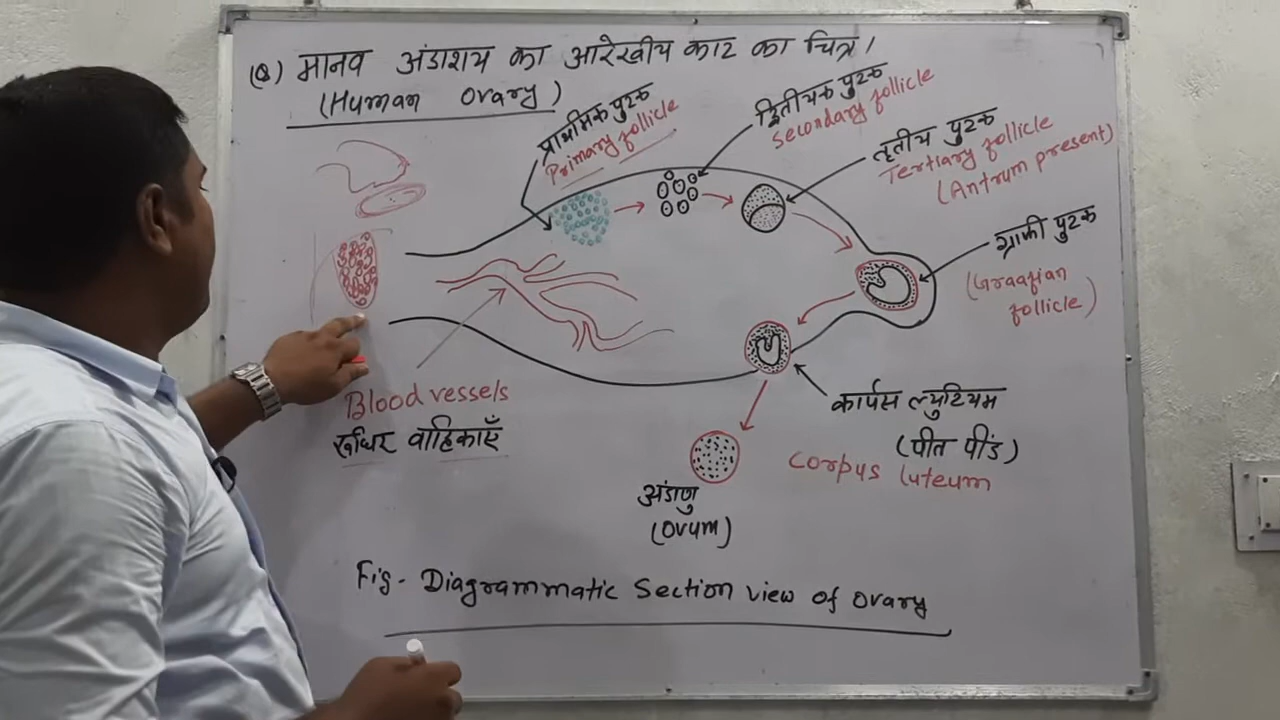 (Q) मानव अंडाशय का आरेखीय काट का चित्र।
(Human Ovary)
प्राथमिक पुटक
Primary follicle
द्वितीयक पुटक
Secondary follicle
तृतीय पुटक
Tertiary follicle
(Antrum present)
ग्राफी पुटक
(Graafian
follicle)
Blood vessels
रुधिर वाहिकाएँ
कार्पस ल्युटियम
(पीत पींड)
Corpus luteum
अंडाणु
(Ovum)
Fig- Diagrammatic Section view of Ovary